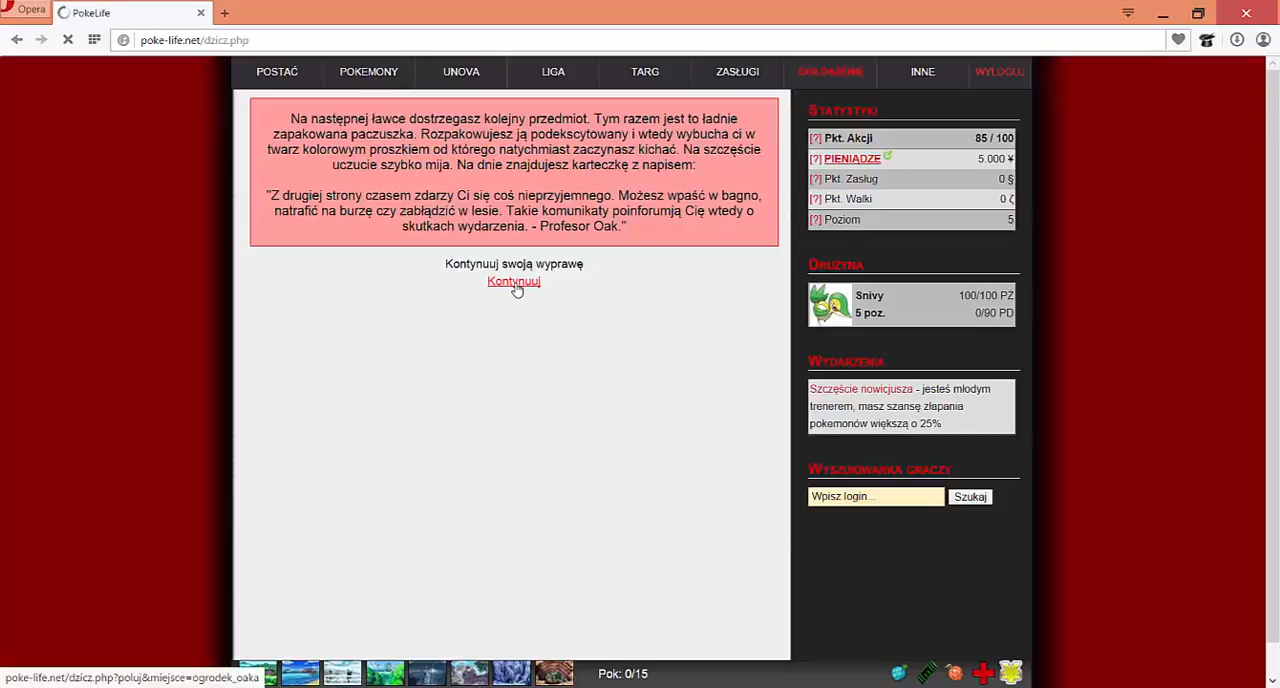 Opera
PokeLife
poke-life.net/dzicz.php
POSTAĆ POKEMONY UNOVA LIGA TARG ZASŁUGI OGŁOSZENIA INNE WYLOGUJ
Na następnej ławce dostrzegasz kolejny przedmiot. Tym razem jest to ładnie
zapakowana paczuszka. Rozpakowujesz ją podekscytowany i wtedy wybucha ci w
twarz kolorowym proszkiem od którego natychmiast zaczynasz kichać. Na szczęście
uczucie szybko mija. Na dnie znajdujesz karteczkę z napisem:
"Z drugiej strony czasem zdarzy Ci się coś nieprzyjemnego. Możesz wpaść w bagno,
natrafić na burzę czy zabłądzić w lesie. Takie komunikaty poinformują Cię wtedy o
skutkach wydarzenia. - Profesor Oak."
Kontynuuj swoją wyprawę
Kontynuuj
STATYSTYKI
[?] Pkt. Akcji 85 / 100
[?] PIENIĄDZE 5.000 ¥
[?] Pkt. Zasług 0 §
[?] Pkt. Walki 0 ζ
[?] Poziom 5
DRUŻYNA
Snivy 100/100 PŻ
5 poz. 0/90 PD
WYDARZENIA
Szczęście nowicjusza - jesteś młodym
trenerem, masz szansę złapania
pokemonów większą o 25%
WYSZUKIWARKA GRACZY
Wpisz login... Szukaj
Pok: 0/15
poke-life.net/dzicz.php?poluj&miejsce=ogrodek_oaka